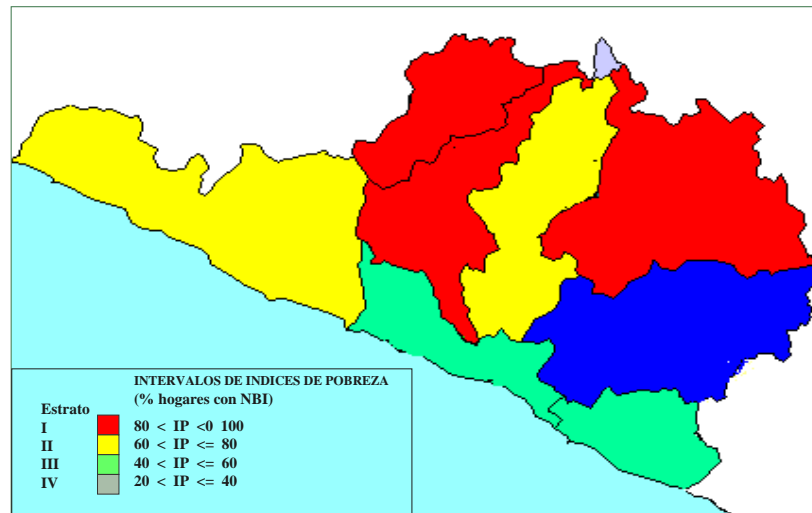 INTERVALOS DE INDICES DE POBREZA
(% hogares con NBI)
Estrato
I 80 < IP <0 100
II 60 < IP <= 80
III 40 < IP <= 60
IV 20 < IP <= 40